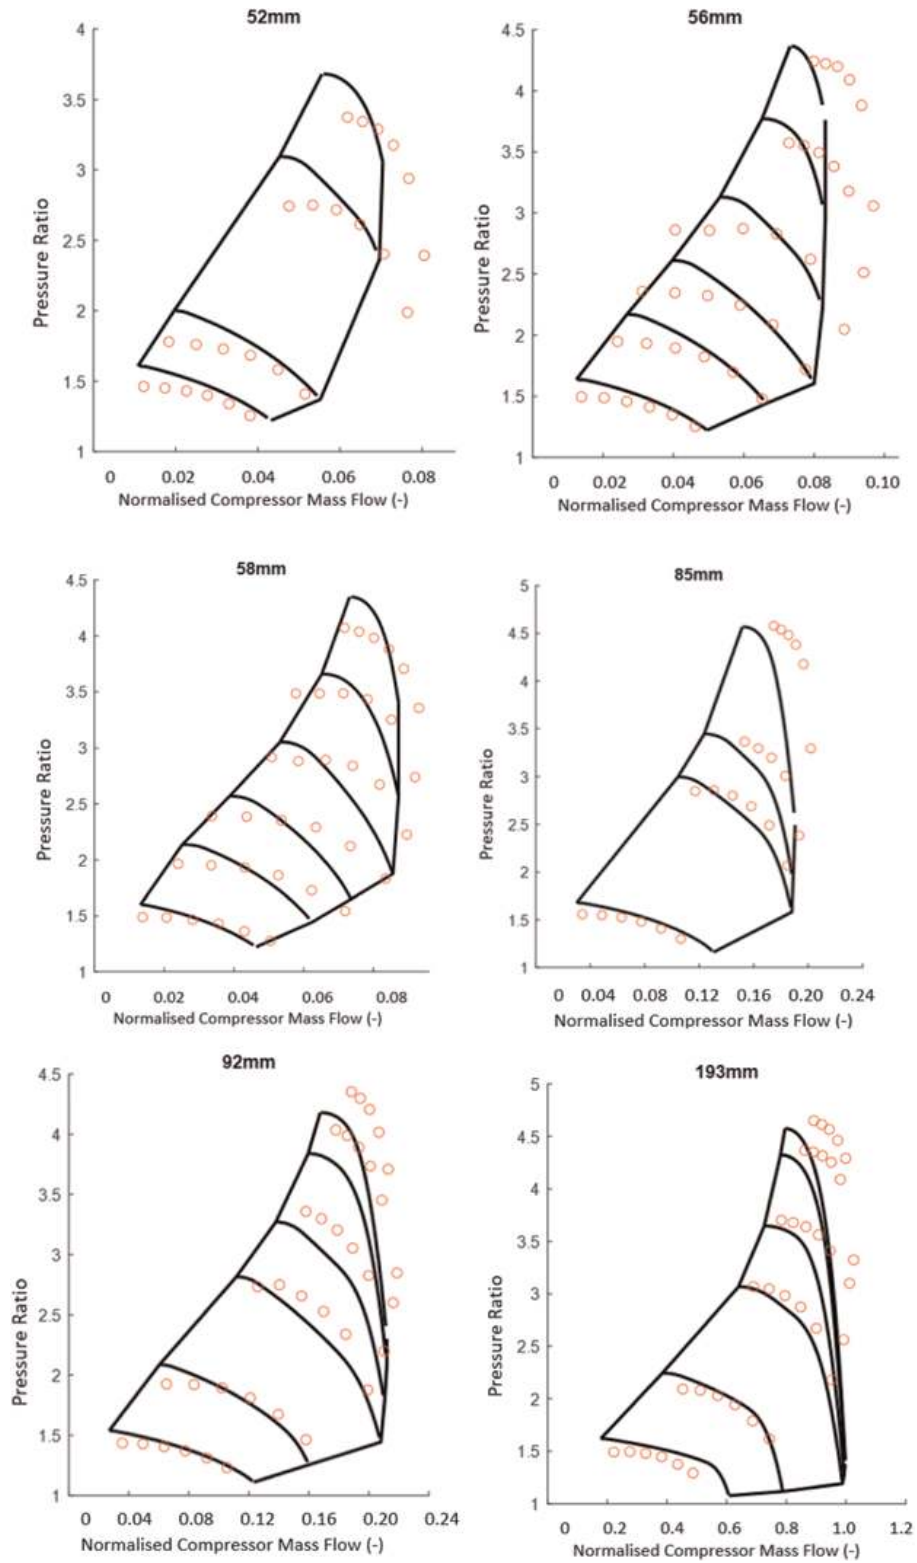 52mm
4
3.5
3
2.5
2
1.5
1
Pressure Ratio
0 0.02 0.04 0.06 0.08
Normalised Compressor Mass Flow (-)
56mm
4.5
4
3.5
3
2.5
2
1.5
1
Pressure Ratio
0 0.02 0.04 0.06 0.08 0.10
Normalised Compressor Mass Flow (-)
58mm
4.5
4
3.5
3
2.5
2
1.5
1
Pressure Ratio
0 0.02 0.04 0.06 0.08
Normalised Compressor Mass Flow (-)
85mm
5
4.5
4
3.5
3
2.5
2
1.5
1
Pressure Ratio
0 0.04 0.08 0.12 0.16 0.20 0.24
Normalised Compressor Mass Flow (-)
92mm
4.5
4
3.5
3
2.5
2
1.5
1
Pressure Ratio
0 0.04 0.08 0.12 0.16 0.20 0.24
Normalised Compressor Mass Flow (-)
193mm
5
4.5
4
3.5
3
2.5
2
1.5
1
Pressure Ratio
0 0.2 0.4 0.6 0.8 1.0 1.2
Normalised Compressor Mass Flow (-)